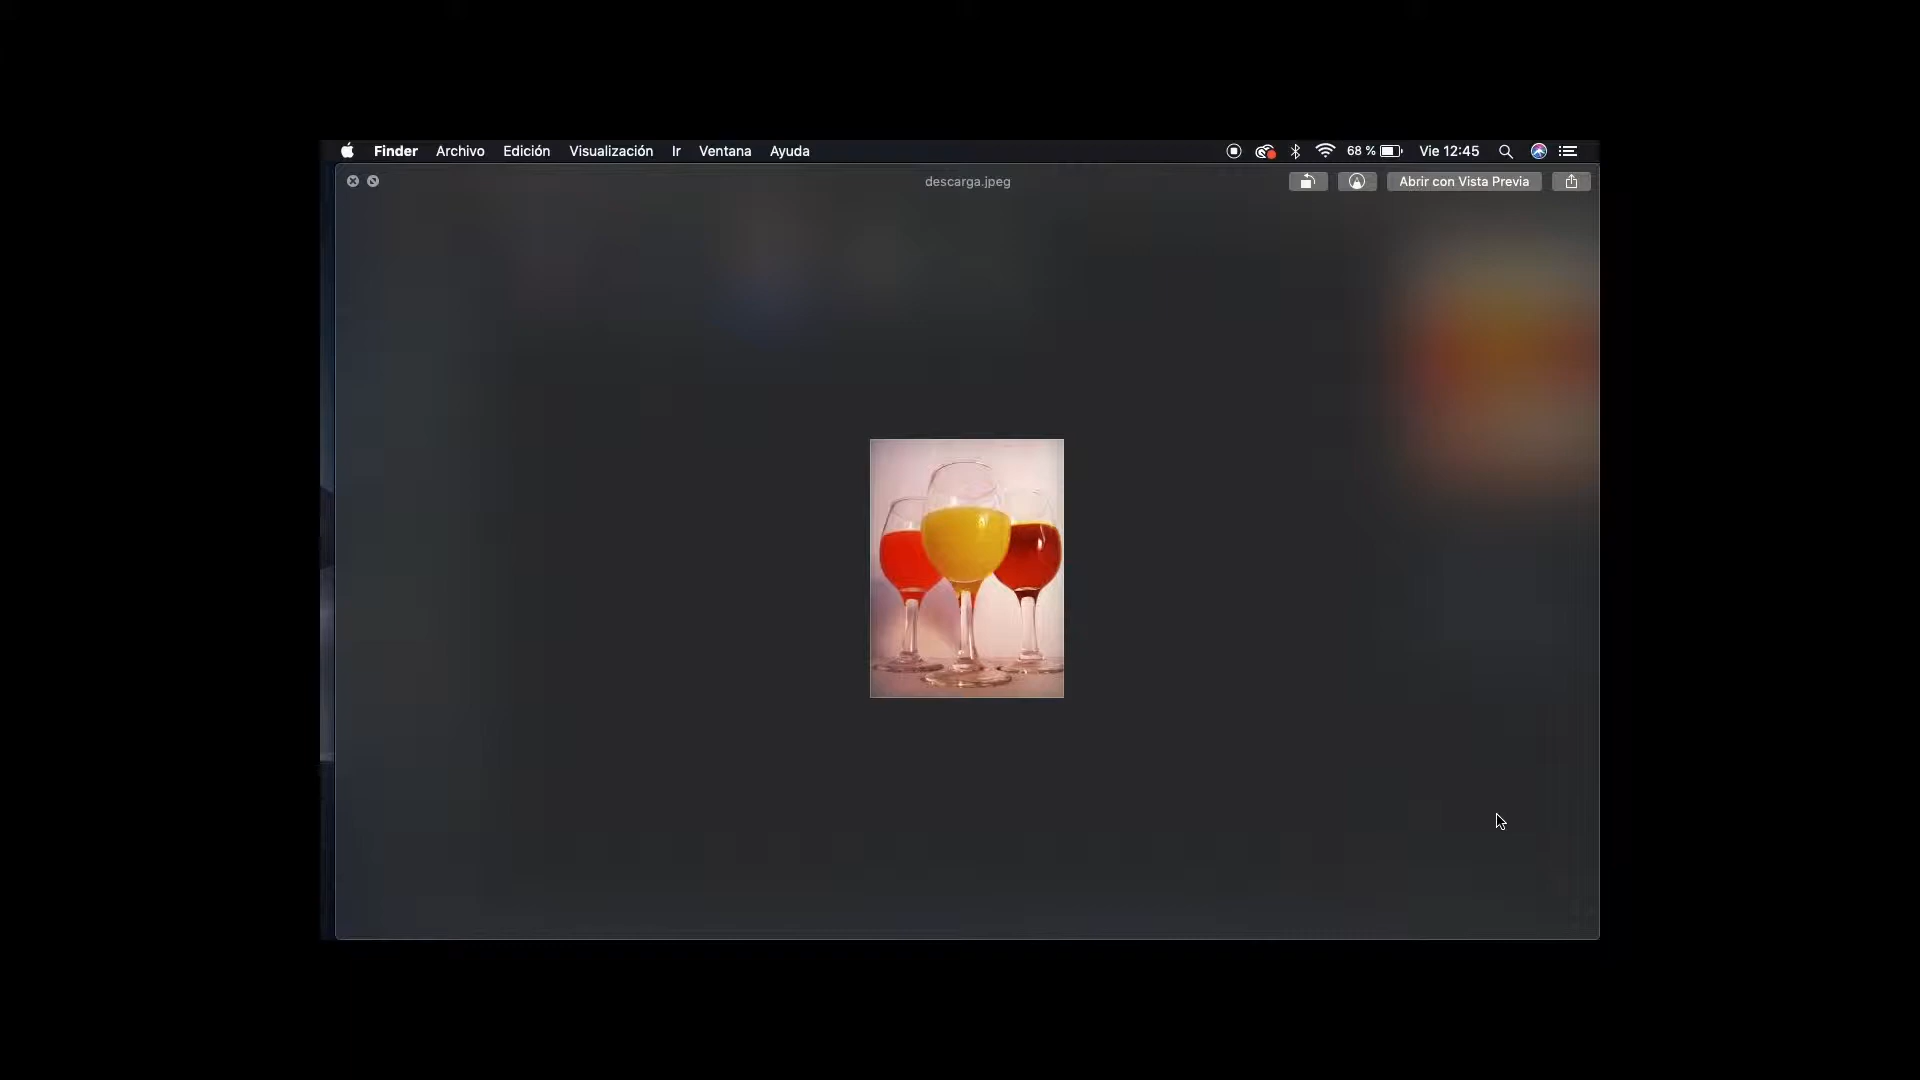 Finder Archivo Edición Visualización Ir Ventana Ayuda 68 % Vie 12:45
descarga.jpeg Abrir con Vista Previa